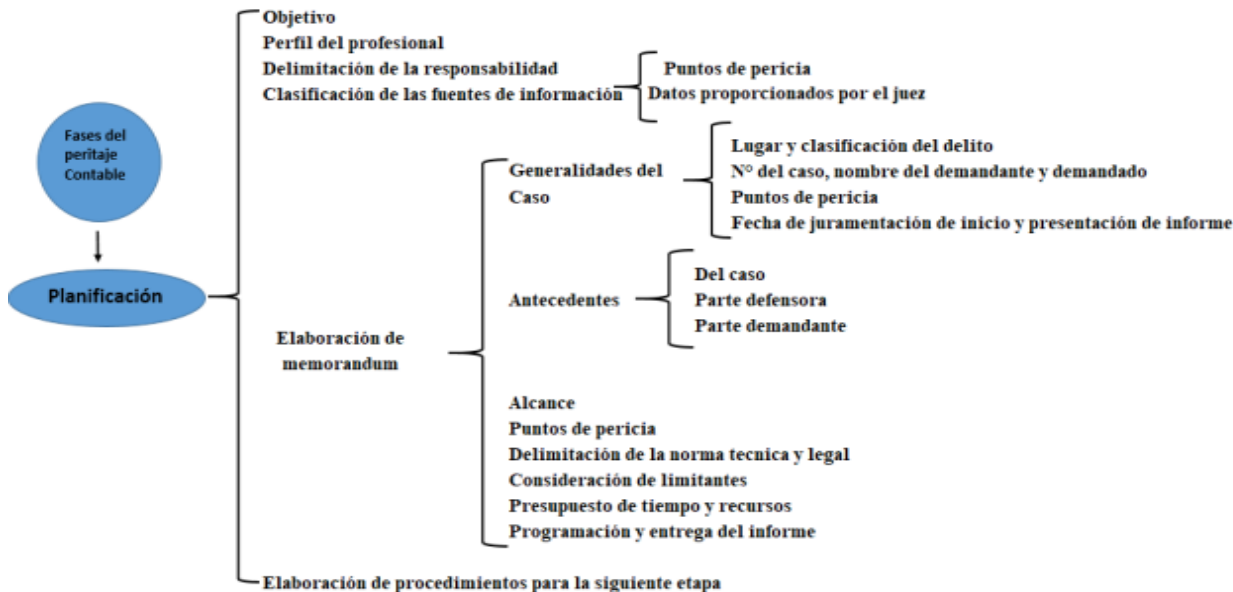 Fases del
peritaje
Contable
Planificación
Objetivo
Perfil del profesional
Delimitación de la responsabilidad
Clasificación de las fuentes de información
Puntos de pericia
Datos proporcionados por el juez
Elaboración de
memorandum
Generalidades del
Caso
Lugar y clasificación del delito
N° del caso, nombre del demandante y demandado
Puntos de pericia
Fecha de juramentación de inicio y presentación de informe
Antecedentes
Del caso
Parte defensora
Parte demandante
Alcance
Puntos de pericia
Delimitación de la norma tecnica y legal
Consideración de limitantes
Presupuesto de tiempo y recursos
Programación y entrega del informe
Elaboración de procedimientos para la siguiente etapa